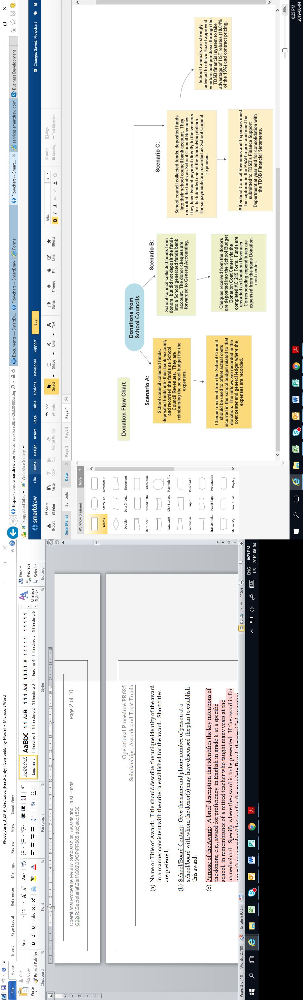 PR685_June_3_2019_KJedit.doc [Read-Only] [Compatibility Mode] - Microsoft Word
File
Home
Insert
Page Layout
References
Mailings
Review
View
Smart View
Paste
Cut
Copy
Format Painter
Clipboard
Arial
12
Font
Paragraph
AaBbCcL
Emphasis
AaBbC
¶ Heading 1
1.1 AaBl
¶ Heading 2
1.1.1 Aal
¶ Heading 3
1.1.1.1 A
¶ Heading 4
1.1.1.1.1
¶ Heading 5
1.1.1.1.1.
¶ Heading 6
Change
Styles
Styles
Find
Replace
Select
Editing
Operational Procedure PR685: Scholarships, Awards and Trust Funds
G02(R:\Secretariat\Staff\G02\03\OP\PR685.doc)sec.1530
Page 2 of 10
Operational Procedure PR685
Scholarships, Awards and Trust Funds
(a) Name or Title of Award: Title should describe the unique identity of the award
in a manner consistent with the criteria established for the award. Short titles
are preferred.
(b) School/Board Contact: Give the name and phone number of person at a
school/board with whom the donor(s) may have discussed the plan to establish
this award.
(c) Purpose of the Award: A brief description that identifies the key intentions of
the donors; e.g., award for proficiency in English in grade 8 at a specific
school, in remembrance of a retired teacher who taught many years at the
named school. Specify where the award is to be presented. If the award is for
more than one school but not for the complete Board, the specified grouping
Page: 2 of 10
Words: 2,780
English (U.S.)
115%
ENG
US
6:25 PM
2019-06-04
https://cloud.smartdraw.com/editor.aspx?credID=-26328480&de
Documents — SmartDr...
Flowchart -- SmartDraw
Forms
Flowchart -- Smart...
services.smartdraw.com
Business Development
Suggested Sites
Web Slice Gallery
smartdraw
File
Home
Design
Insert
Page
Table
Options
Developer
Support
Buy
Changes Saved: Flowchart
Export
Share
Print
Paste
Copy
Cut
Format Painter
Undo
Redo
Select
Shape
Line
Text
Styles
Themes
Fill
Line
Effects
Arial
14
B I U
Bullet
Align
Spacing
Text Direction
SmartPanel
Symbols
Data
X
Page 2
Page 3
Page 4
Workflow Diagrams
More
Process
Start/End
Alternate P...
Decision
Data (Input...
Document
Multi-docu...
Stored Data
Subroutine
Database
Disk Storage
Magnetic T...
Microfilm
Input
Punched C...
Transmittal...
Paper Tape
Preparation
Manual Op...
Loop Limit
Display
Donation Flow Chart
Donations from
School Councils
Scenario A:
School council collected funds,
deposited funds into their bank account,
and recorded the funds as School
Council Revenues. They are
reimbursing the school budget for the
expenses.
Cheque received from the School Council
should be used to offset actual costs
incurred in the school budget related to that
donation. The inflows are recorded in the
cost center and general ledger where the
expenses are recorded.
Scenario B:
School council collected funds from
donors, but did not deposit the funds
into a School generated funds bank
account. The donor cheques are
forwarded to General Accounting.
Cheques received from the donors
are deposited into the School Budget
Donation Cost Center via the
completed AC-219 Form. Funds are
recorded as Donation Revenues.
Corresponding expenditures are
expensed from the same Donation
cost center.
Scenario C:
School council collected funds, deposited funds
into their school council bank account. They
recorded the funds as School Council Revenues.
They have issued payment directly to the vendors
for the intended use of the fundraising dollars.
Those payments are recorded as School Council
Expenses.
All School Council Revenues and Expenses must
be captured in the PSAB report and must be
submitted to TDSB's Finance Support
Department at year end for consolidation with
the TDSB Financial Statements.
School Councils are strongly
advised to utilize Board approved
vendors and purchase through the
TDSB financial system to take
advantage of HST rebates (10.84%
of the 13%) and contract pricing.
85%
6:25 PM
2019-06-04